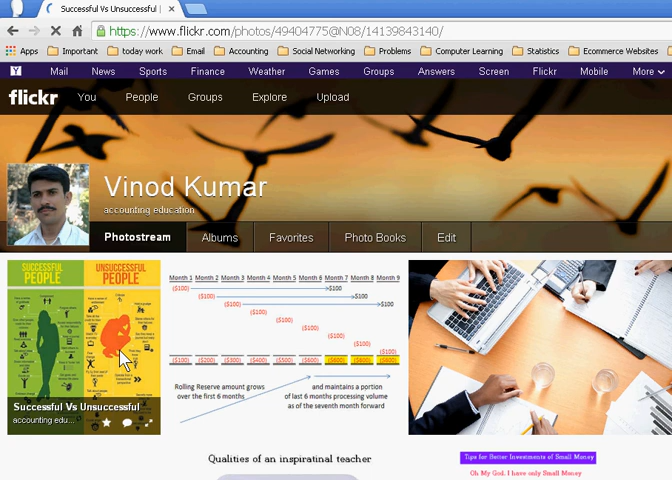 Successful Vs Unsuccessful |
https://www.flickr.com/photos/49404775@N08/14139843140/
Apps Important today work Email Accounting Social Networking Problems Computer Learning Statistics Ecommerce Websites
Y Mail News Sports Finance Weather Games Groups Answers Screen Flickr Mobile More
flickr You People Groups Explore Upload
Vinod Kumar
accounting education
Photostream Albums Favorites Photo Books Edit
SUCCESSFUL PEOPLE
UNSUCCESSFUL PEOPLE
Successful Vs Unsuccessful
accounting edu...
Month 1 Month 2 Month 3 Month 4 Month 5 Month 6 Month 7 Month 8 Month 9
($100) $100
($100) $100
($100) $100
($100)
($100)
($100)
($100)
($100)
($100)
($100) ($200) ($300) ($400) ($500) ($600) ($600) ($600) ($600)
Rolling Reserve amount grows
over the first 6 months
and maintains a portion
of last 6 months processing volume
as of the seventh month forward
Qualities of an inspiratinal teacher
Tips for Better Investments of Small Money
Oh My God, I have only Small Money